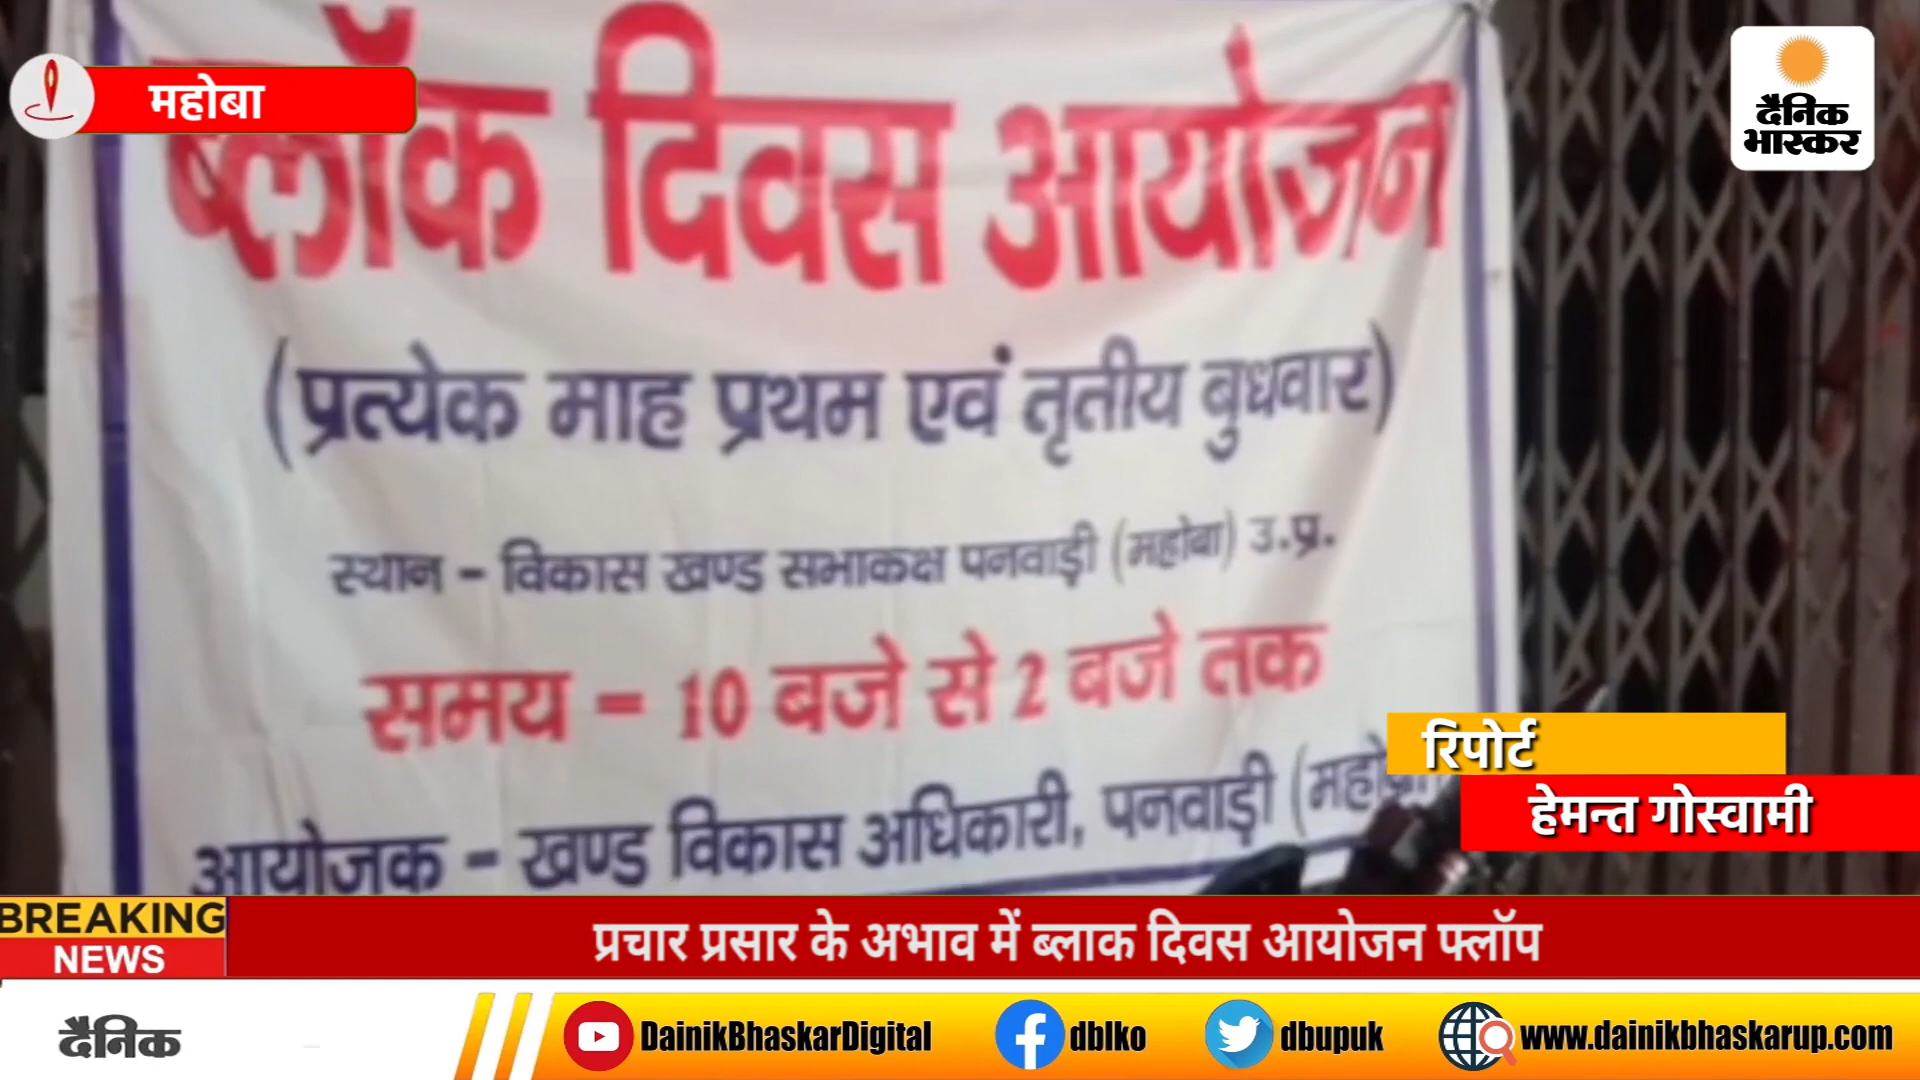 महोबा
दैनिक
भास्कर
ब्लॉक दिवस आयोजन
(प्रत्येक माह प्रथम एवं तृतीय बुधवार)
स्थान - विकास खण्ड सभाकक्ष पनवाड़ी (महोबा) उ.प्र.
समय - 10 बजे से 2 बजे तक
आयोजक - खण्ड विकास अधिकारी, पनवाड़ी (महोबा
रिपोर्ट
हेमन्त गोस्वामी
BREAKING
NEWS
प्रचार प्रसार के अभाव में ब्लाक दिवस आयोजन फ्लॉप
दैनिक
DainikBhaskarDigital dblko dbupuk www.dainikbhaskarup.com